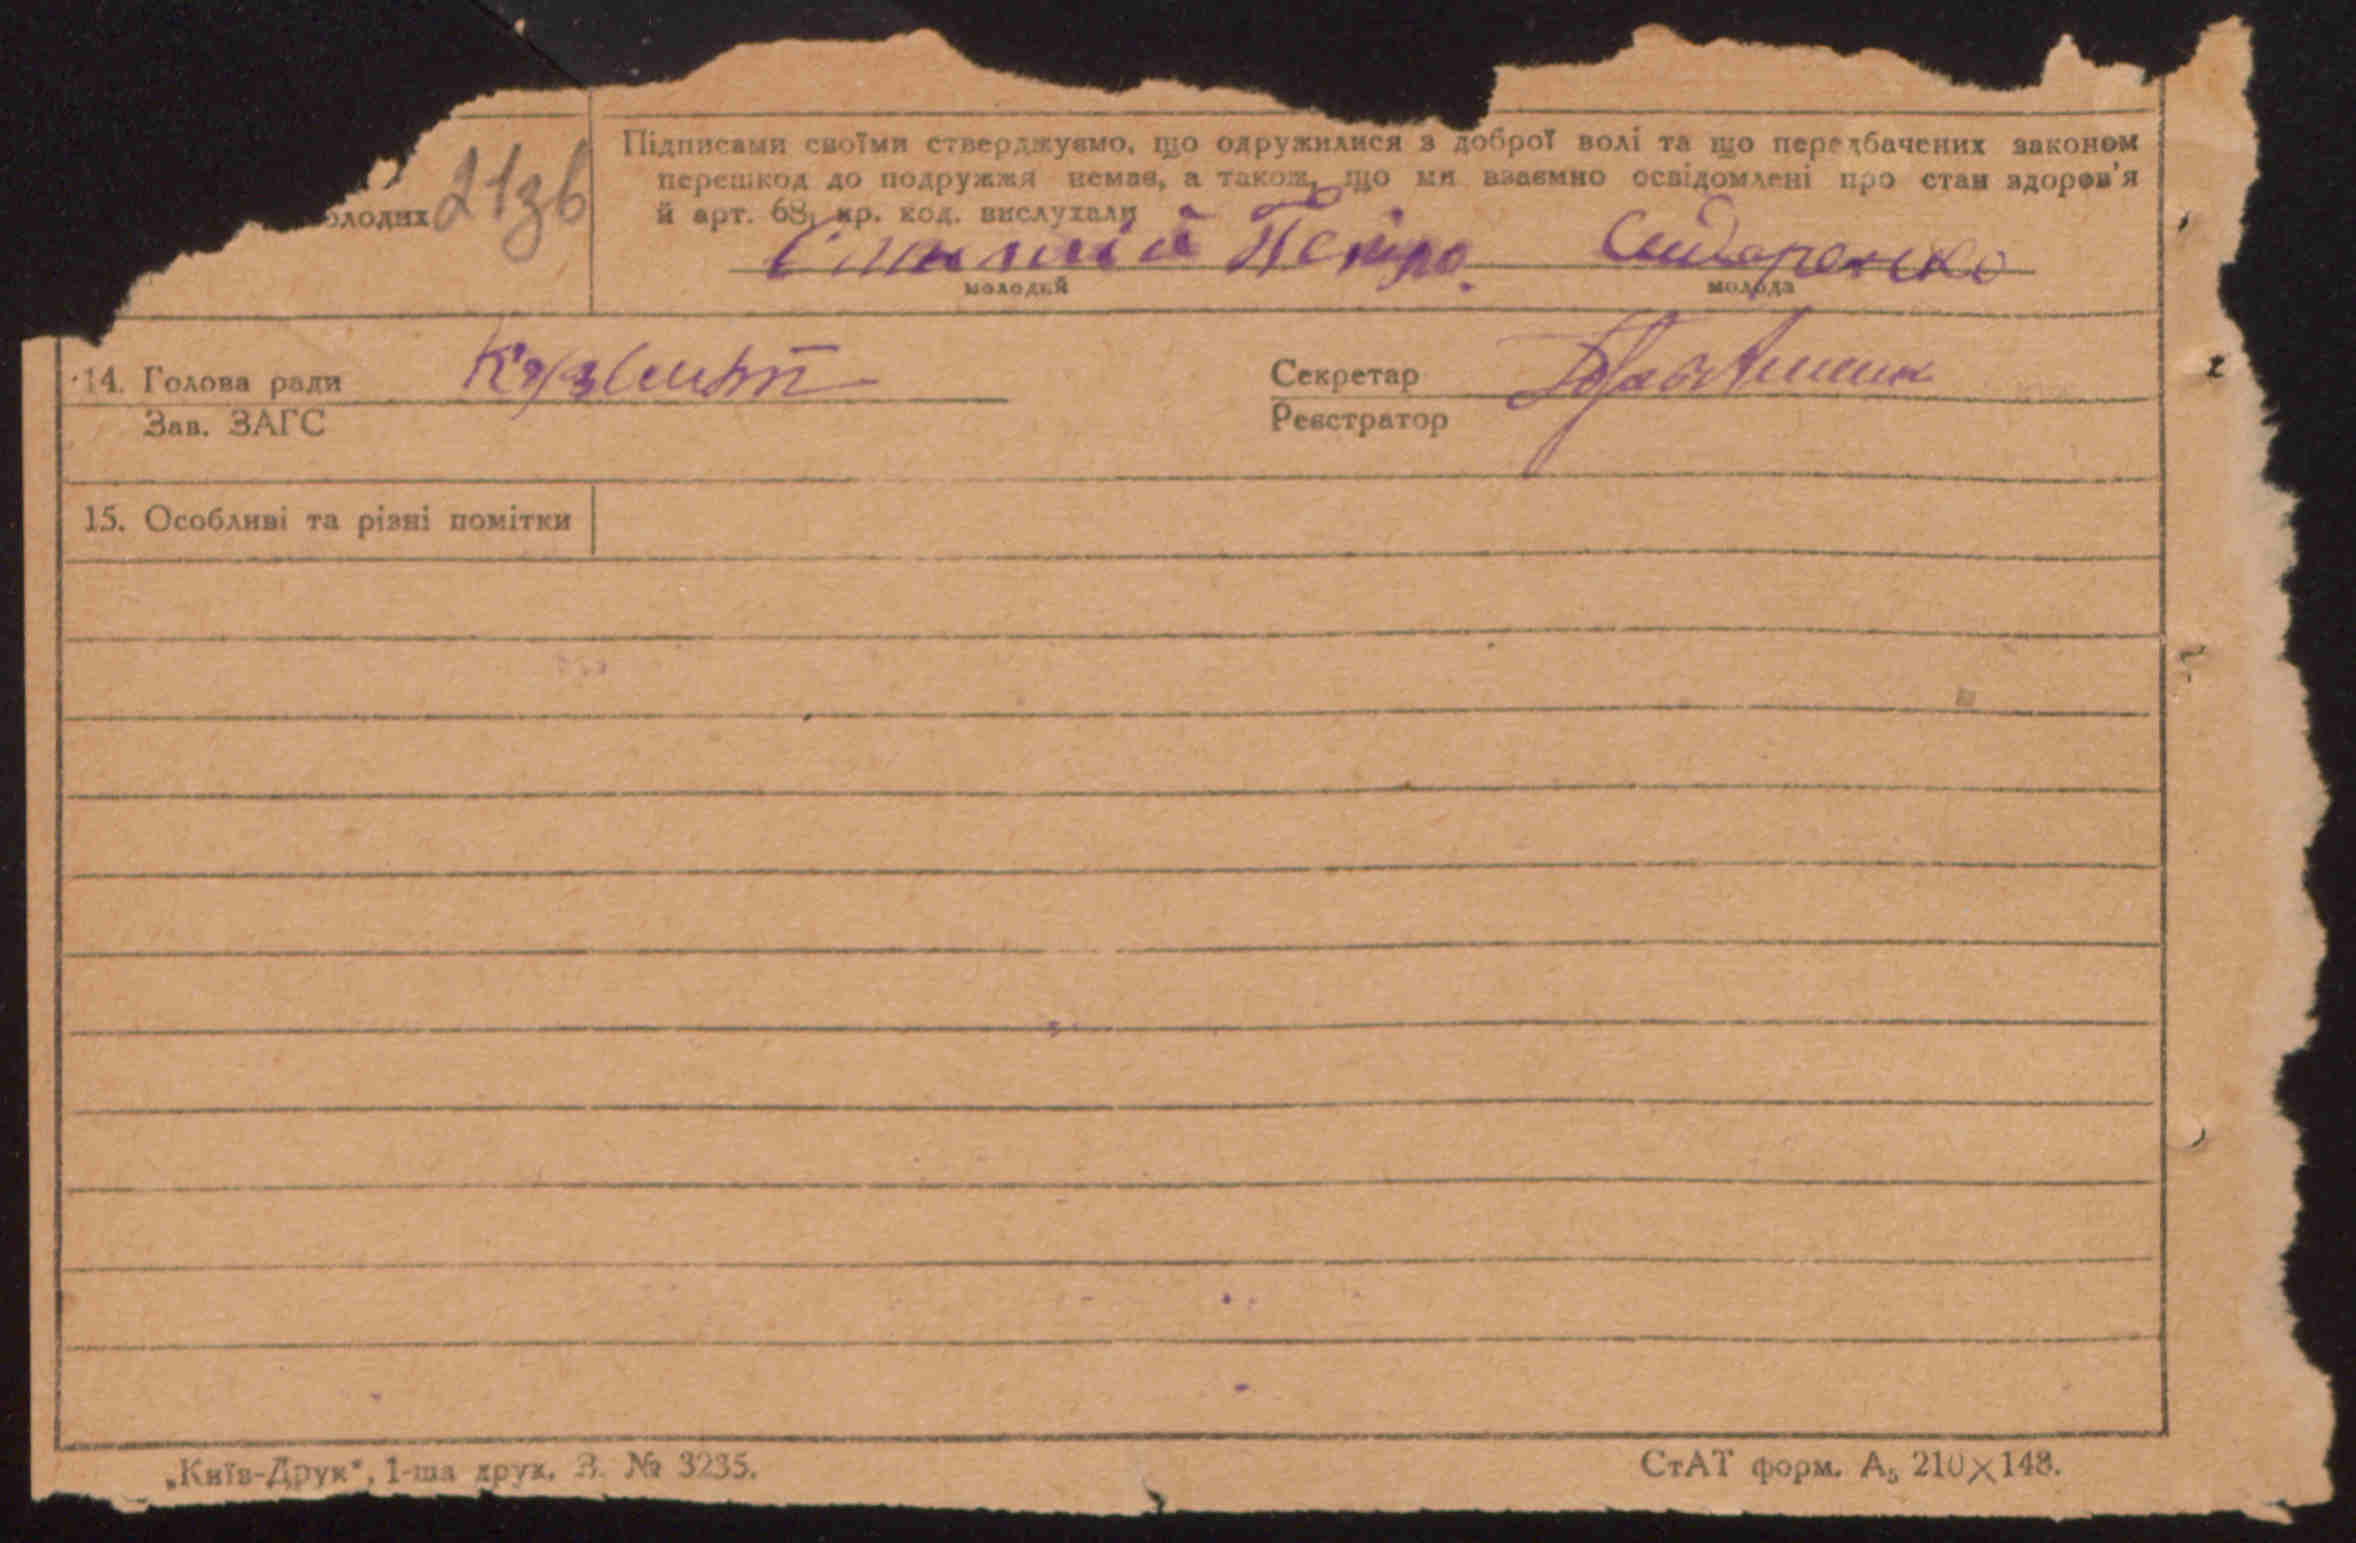 Підписами своїми стверджуємо, що одружилися з доброї волі та що передбачених законом
перешкод до подружжя немає, а також, що ми взаємно освідомлені про стан здоров'я
олодих 21зв й арт. 68, кр. код. вислухали
Петро Сидоренко
молодий молода
14. Голова ради Секретар
Зав. ЗАГС Реєстратор
15. Особливі та різні помітки
„Київ-Друк", 1-ша друк. З. № 3235. СтАТ форм. А₅ 210×148.